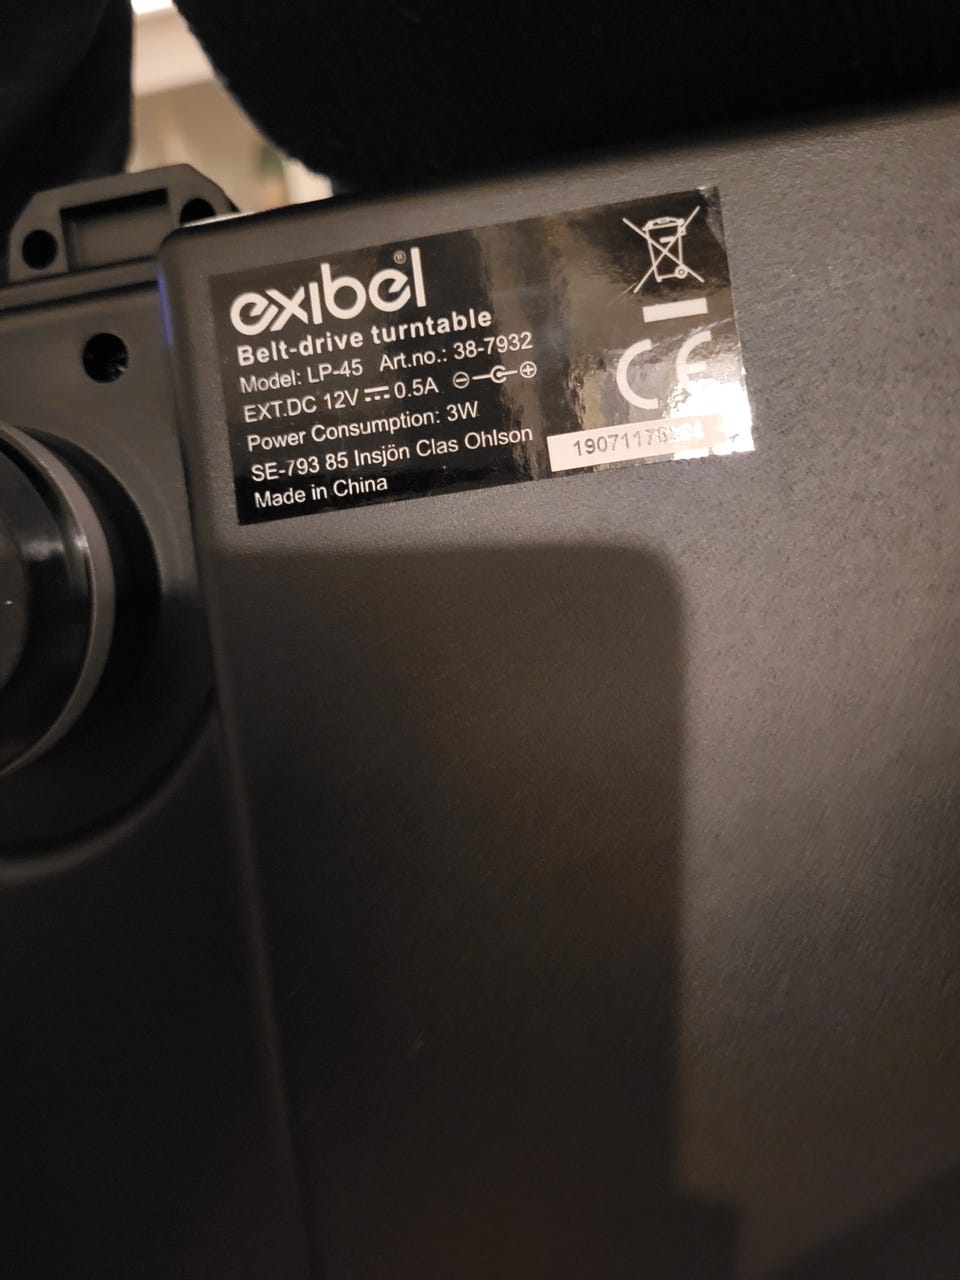 exibel®
Belt-drive turntable
Model: LP-45 Art.no.: 38-7932
EXT.DC 12V ⎓ 0.5A
Power Consumption: 3W
SE-793 85 Insjön Clas Ohlson
Made in China
CE